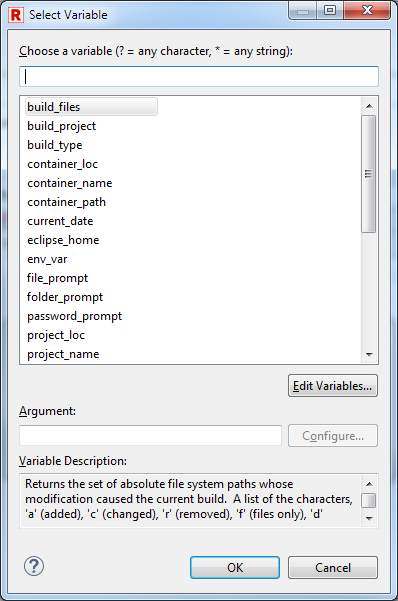 R Select Variable
Choose a variable (? = any character, * = any string):
build_files
build_project
build_type
container_loc
container_name
container_path
current_date
eclipse_home
env_var
file_prompt
folder_prompt
password_prompt
project_loc
project_name
Edit Variables...
Argument:
Configure...
Variable Description:
Returns the set of absolute file system paths whose
modification caused the current build.  A list of the characters,
'a' (added), 'c' (changed), 'r' (removed), 'f' (files only), 'd'
?
OK
Cancel